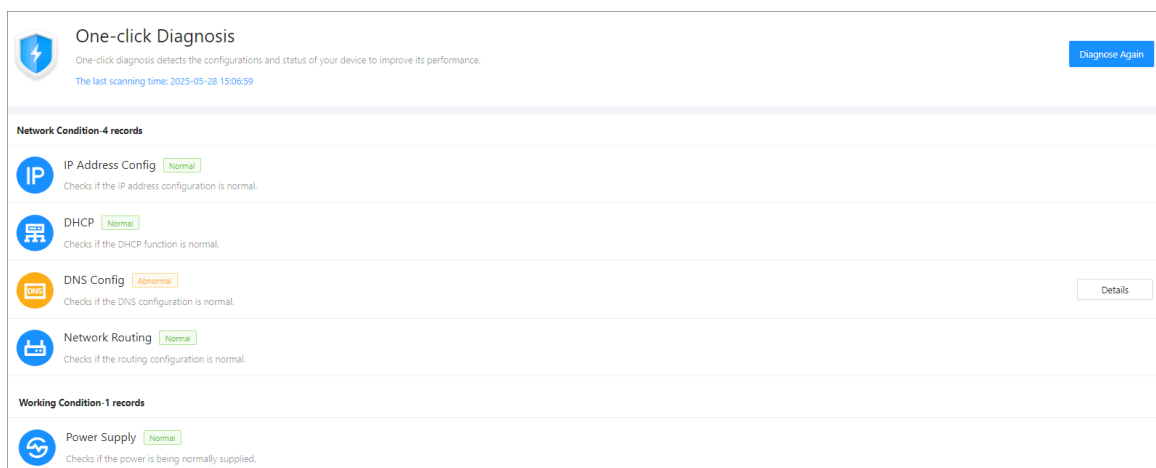 One-click Diagnosis
One-click diagnosis detects the configurations and status of your device to improve its performance.
Diagnose Again
The last scanning time: 2025-05-28 15:06:59
Network Condition-4 records
IP
IP Address Config Normal
Checks if the IP address configuration is normal.
DHCP Normal
Checks if the DHCP function is normal.
DNS
DNS Config Abnormal
Checks if the DNS configuration is normal.
Details
Network Routing Normal
Checks if the routing configuration is normal.
Working Condition-1 records
Power Supply Normal
Checks if the power is being normally supplied.